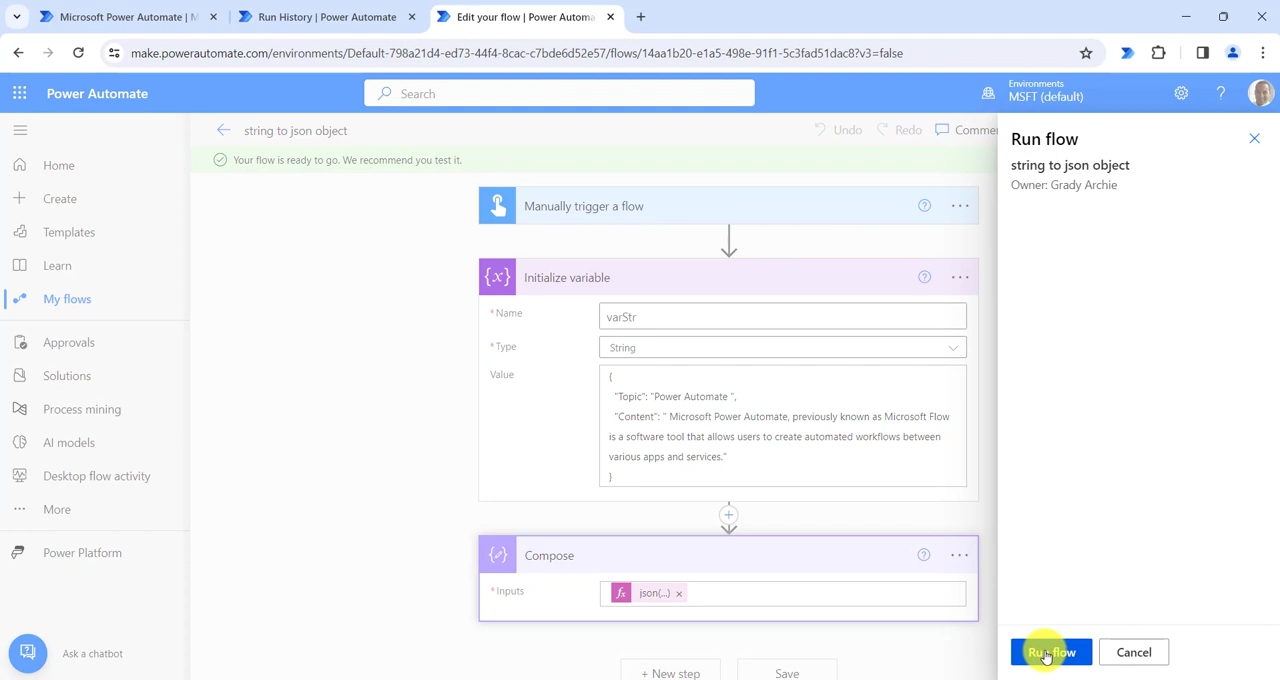 Microsoft Power Automate | M
Run History | Power Automate
Edit your flow | Power Automa
make.powerautomate.com/environments/Default-798a21d4-ed73-44f4-8cac-c7bde6d52e57/flows/14aa1b20-e1a5-498e-91f1-5c3fad51dac8?v3=false
Power Automate
Search
Environments
MSFT (default)
string to json object
Undo
Redo
Commen
Run flow
string to json object
Owner: Grady Archie
Your flow is ready to go. We recommend you test it.
Home
Create
Templates
Learn
My flows
Approvals
Solutions
Process mining
AI models
Desktop flow activity
More
Power Platform
Ask a chatbot
Manually trigger a flow
{x} Initialize variable
* Name
varStr
* Type
String
Value
{
"Topic": "Power Automate ",
"Content": " Microsoft Power Automate, previously known as Microsoft Flow
is a software tool that allows users to create automated workflows between
various apps and services."
}
Compose
* Inputs
fx json(...) ×
+ New step
Save
Run flow
Cancel